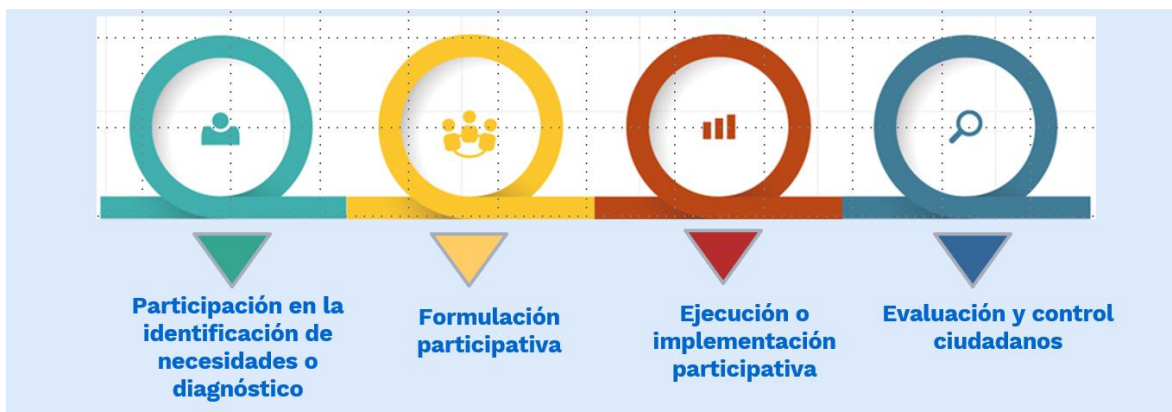 Participación en la
identificación de
necesidades o
diagnóstico
Formulación
participativa
Ejecución o
implementación
participativa
Evaluación y control
ciudadanos